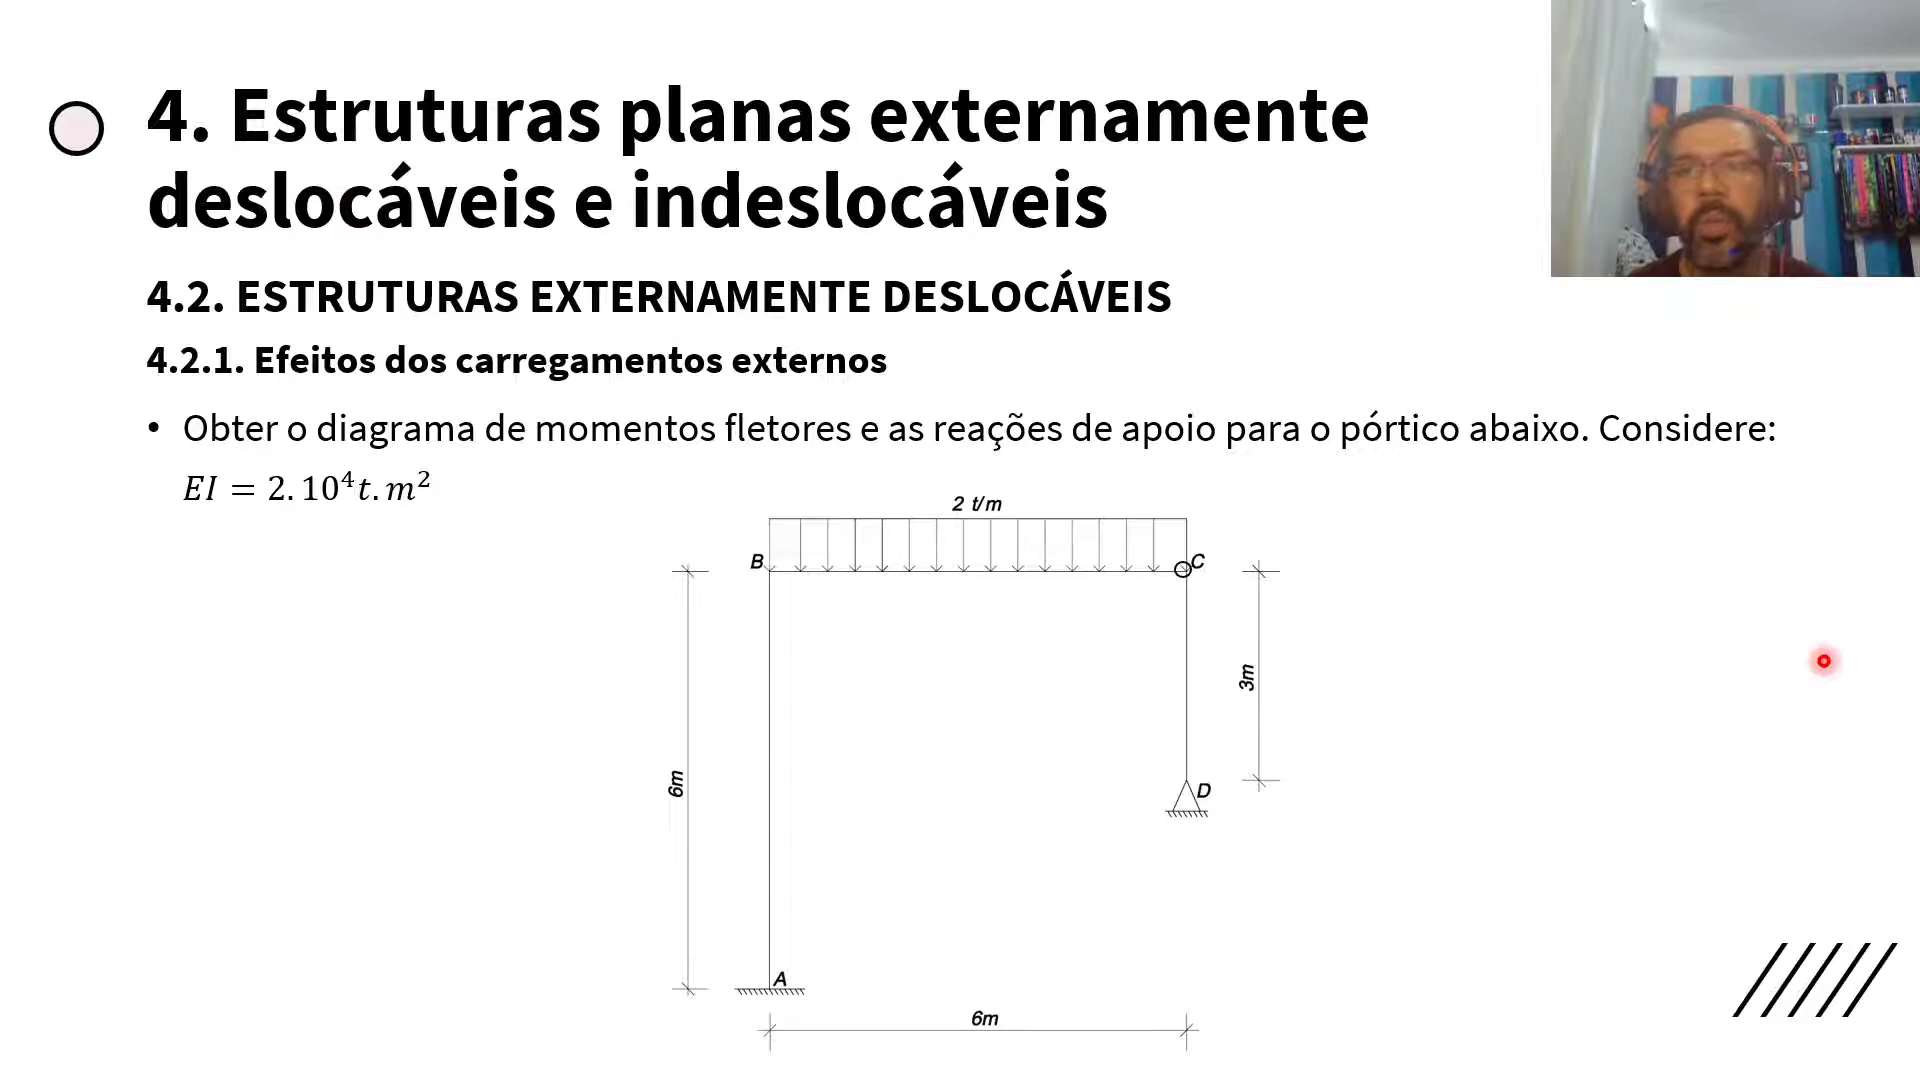 4. Estruturas planas externamente
deslocáveis e indeslocáveis
4.2. ESTRUTURAS EXTERNAMENTE DESLOCÁVEIS
4.2.1. Efeitos dos carregamentos externos
• Obter o diagrama de momentos fletores e as reações de apoio para o pórtico abaixo. Considere:
EI = 2. 10⁴t. m²
2 t/m
B
C
3m
6m
D
A
6m